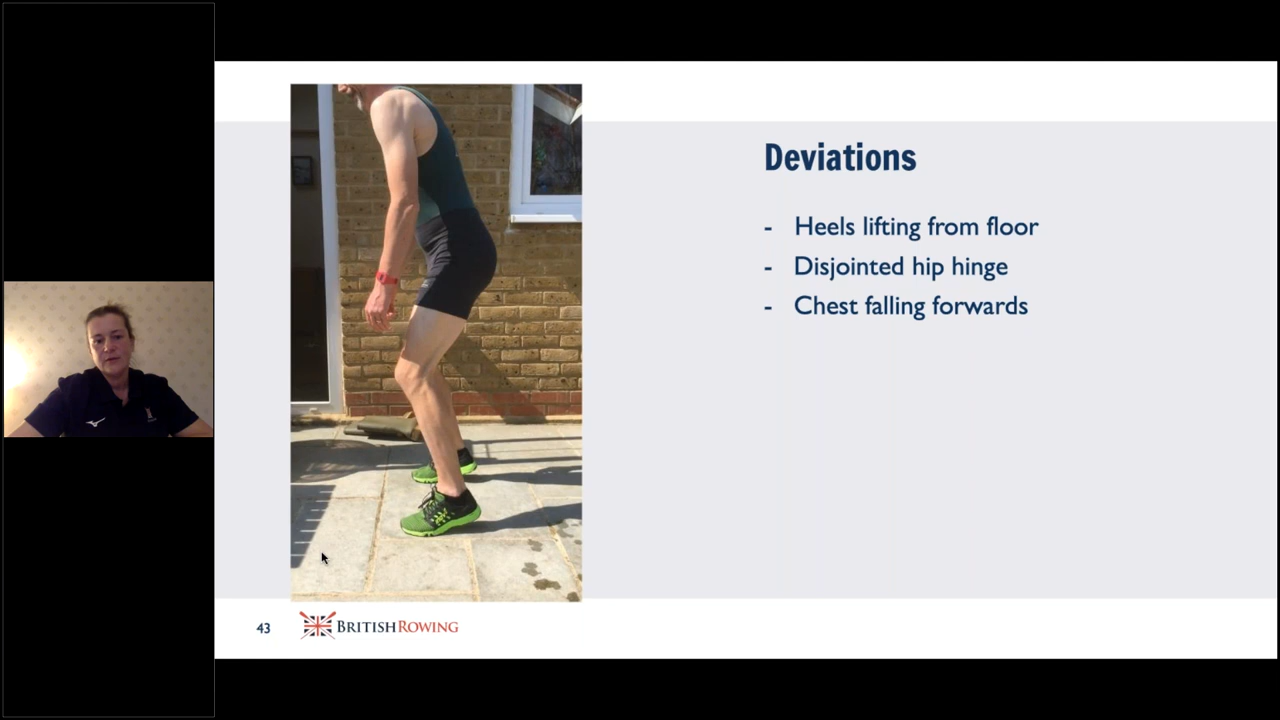 Deviations
- Heels lifting from floor
- Disjointed hip hinge
- Chest falling forwards
43
BRITISH ROWING